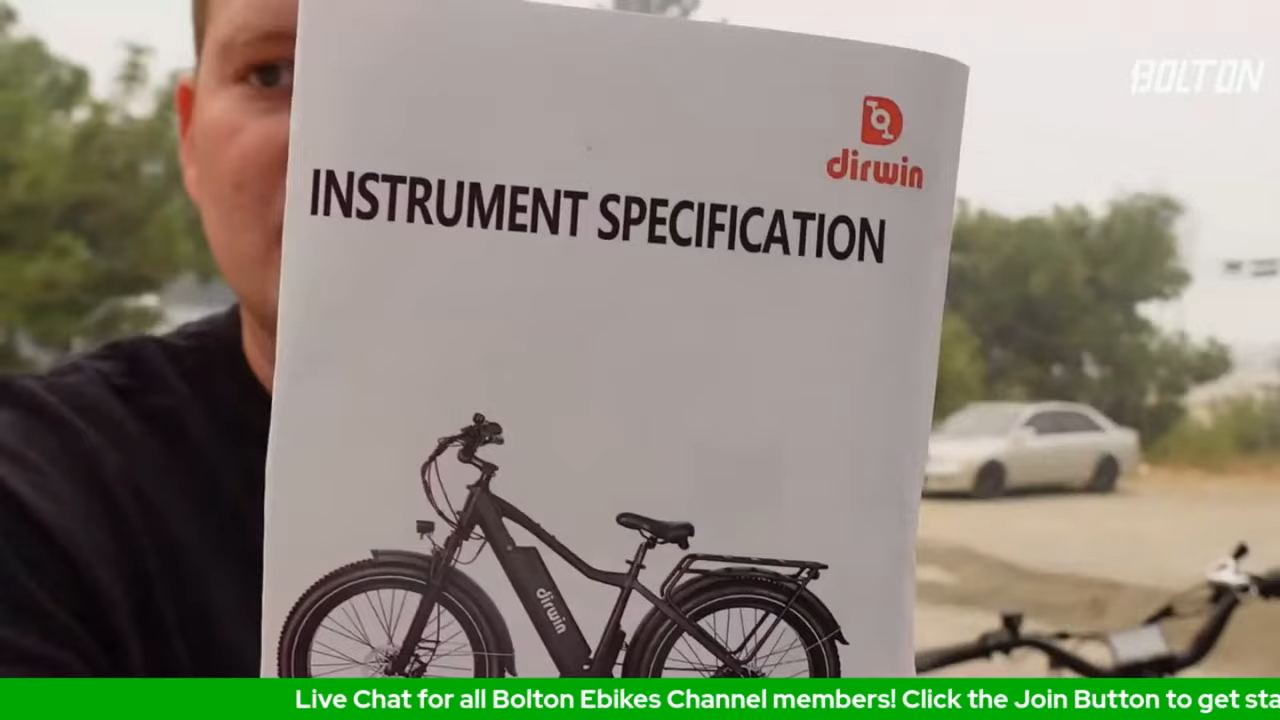 BOLTON
dirwin
INSTRUMENT SPECIFICATION
dirwin
Live Chat for all Bolton Ebikes Channel members! Click the Join Button to get sta